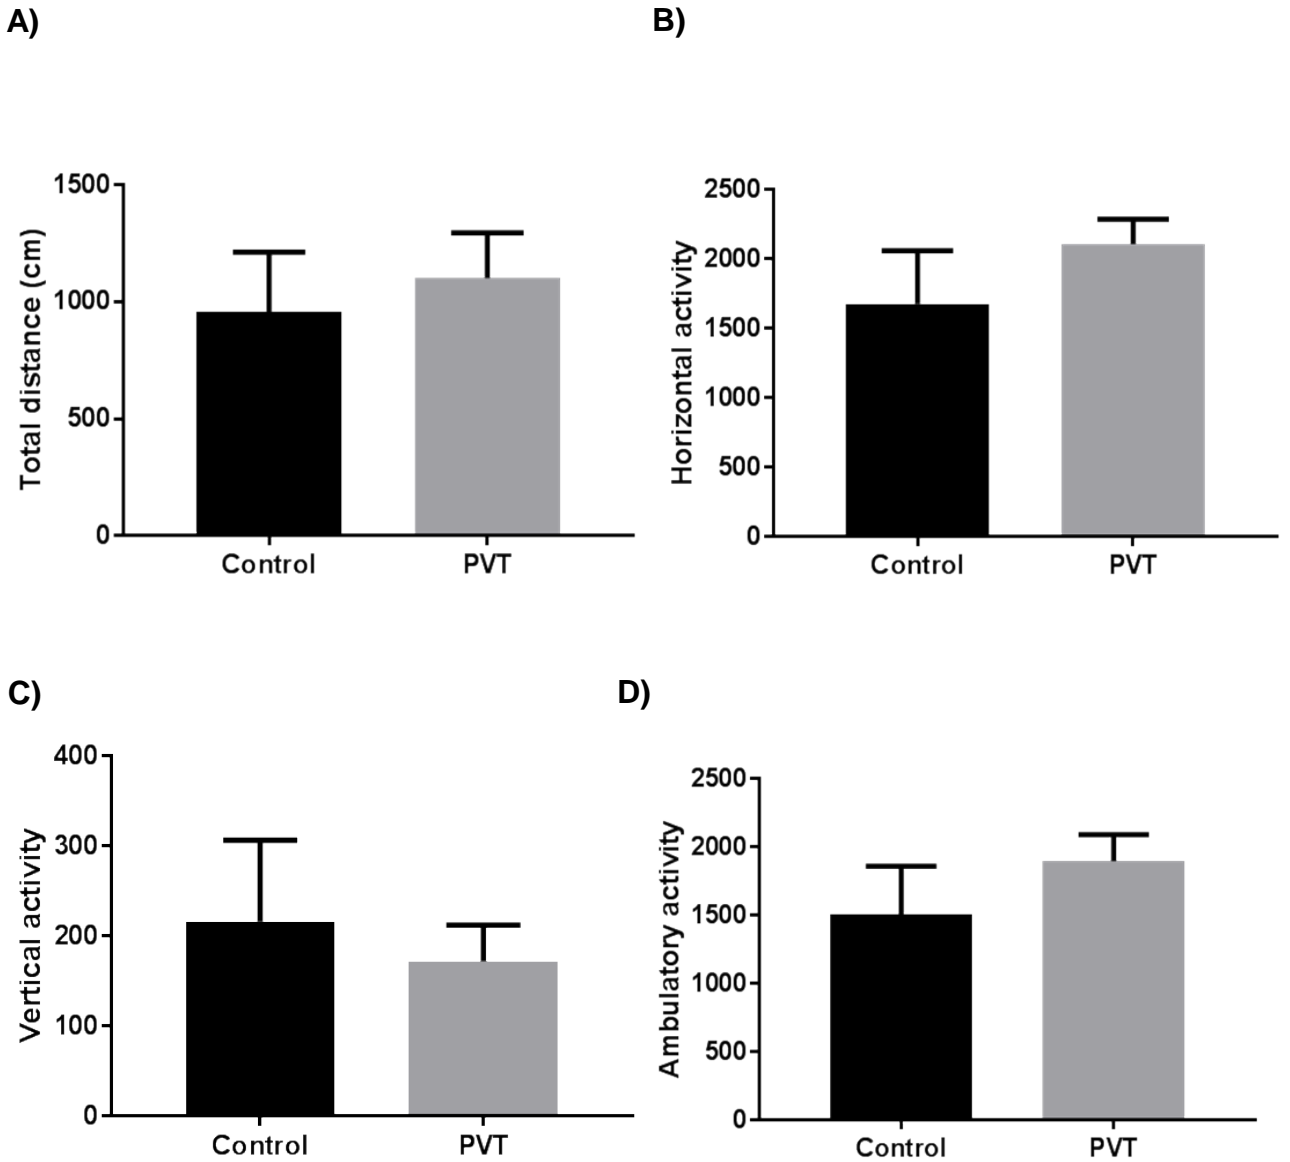 A)
B)
1500
1000
500
0
Total distance (cm)
Control
PVT
2500
2000
1500
1000
500
0
Horizontal activity
Control
PVT
C)
D)
400
300
200
100
0
Vertical activity
Control
PVT
2500
2000
1500
1000
500
0
Ambulatory activity
Control
PVT